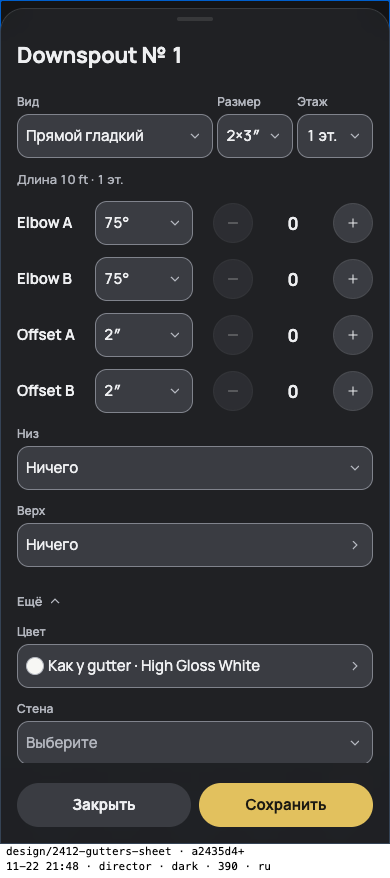 Downspout № 1
Вид Размер Этаж
Прямой гладкий 2×3″ 1 эт.
Длина 10 ft · 1 эт.
Elbow A 75° − 0 +
Elbow B 75° − 0 +
Offset A 2″ − 0 +
Offset B 2″ − 0 +
Низ
Ничего
Верх
Ничего
Ещё
Цвет
Как у gutter · High Gloss White
Стена
Выберите
Закрыть Сохранить
design/2412-gutters-sheet · a2435d4+
11-22 21:48 · director · dark · 390 · ru